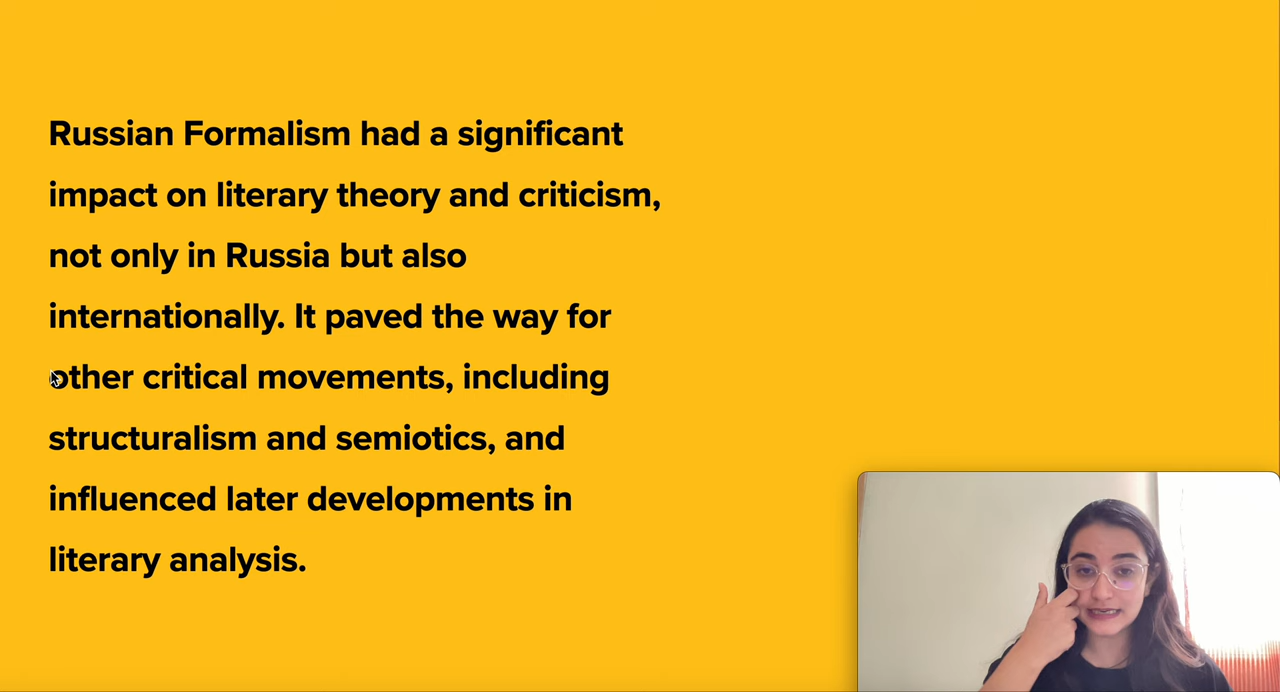 Russian Formalism had a significant
impact on literary theory and criticism,
not only in Russia but also
internationally. It paved the way for
other critical movements, including
structuralism and semiotics, and
influenced later developments in
literary analysis.